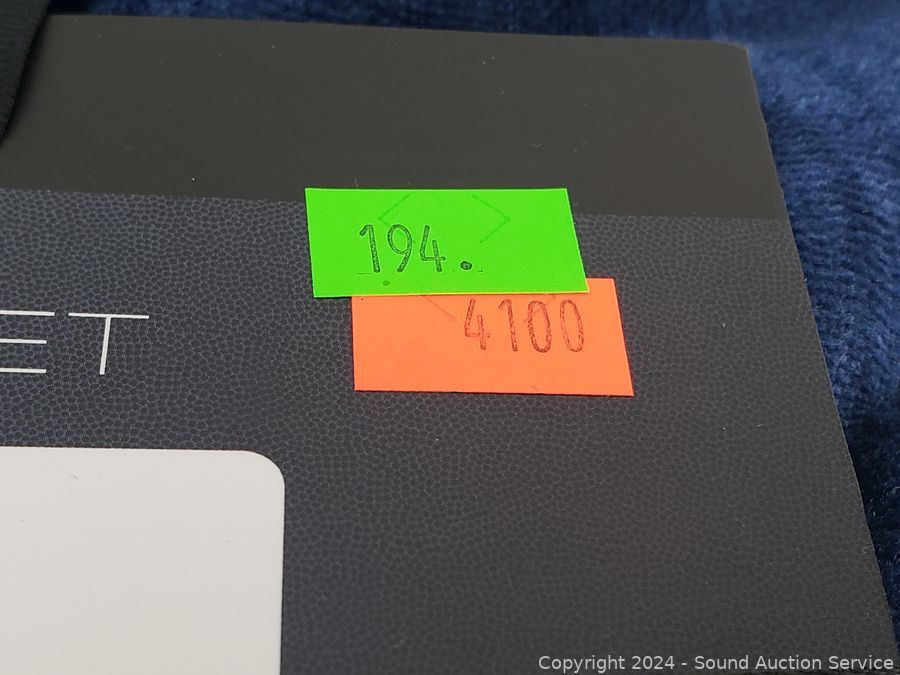 194.
4100
ET
Copyright 2024 - Sound Auction Service